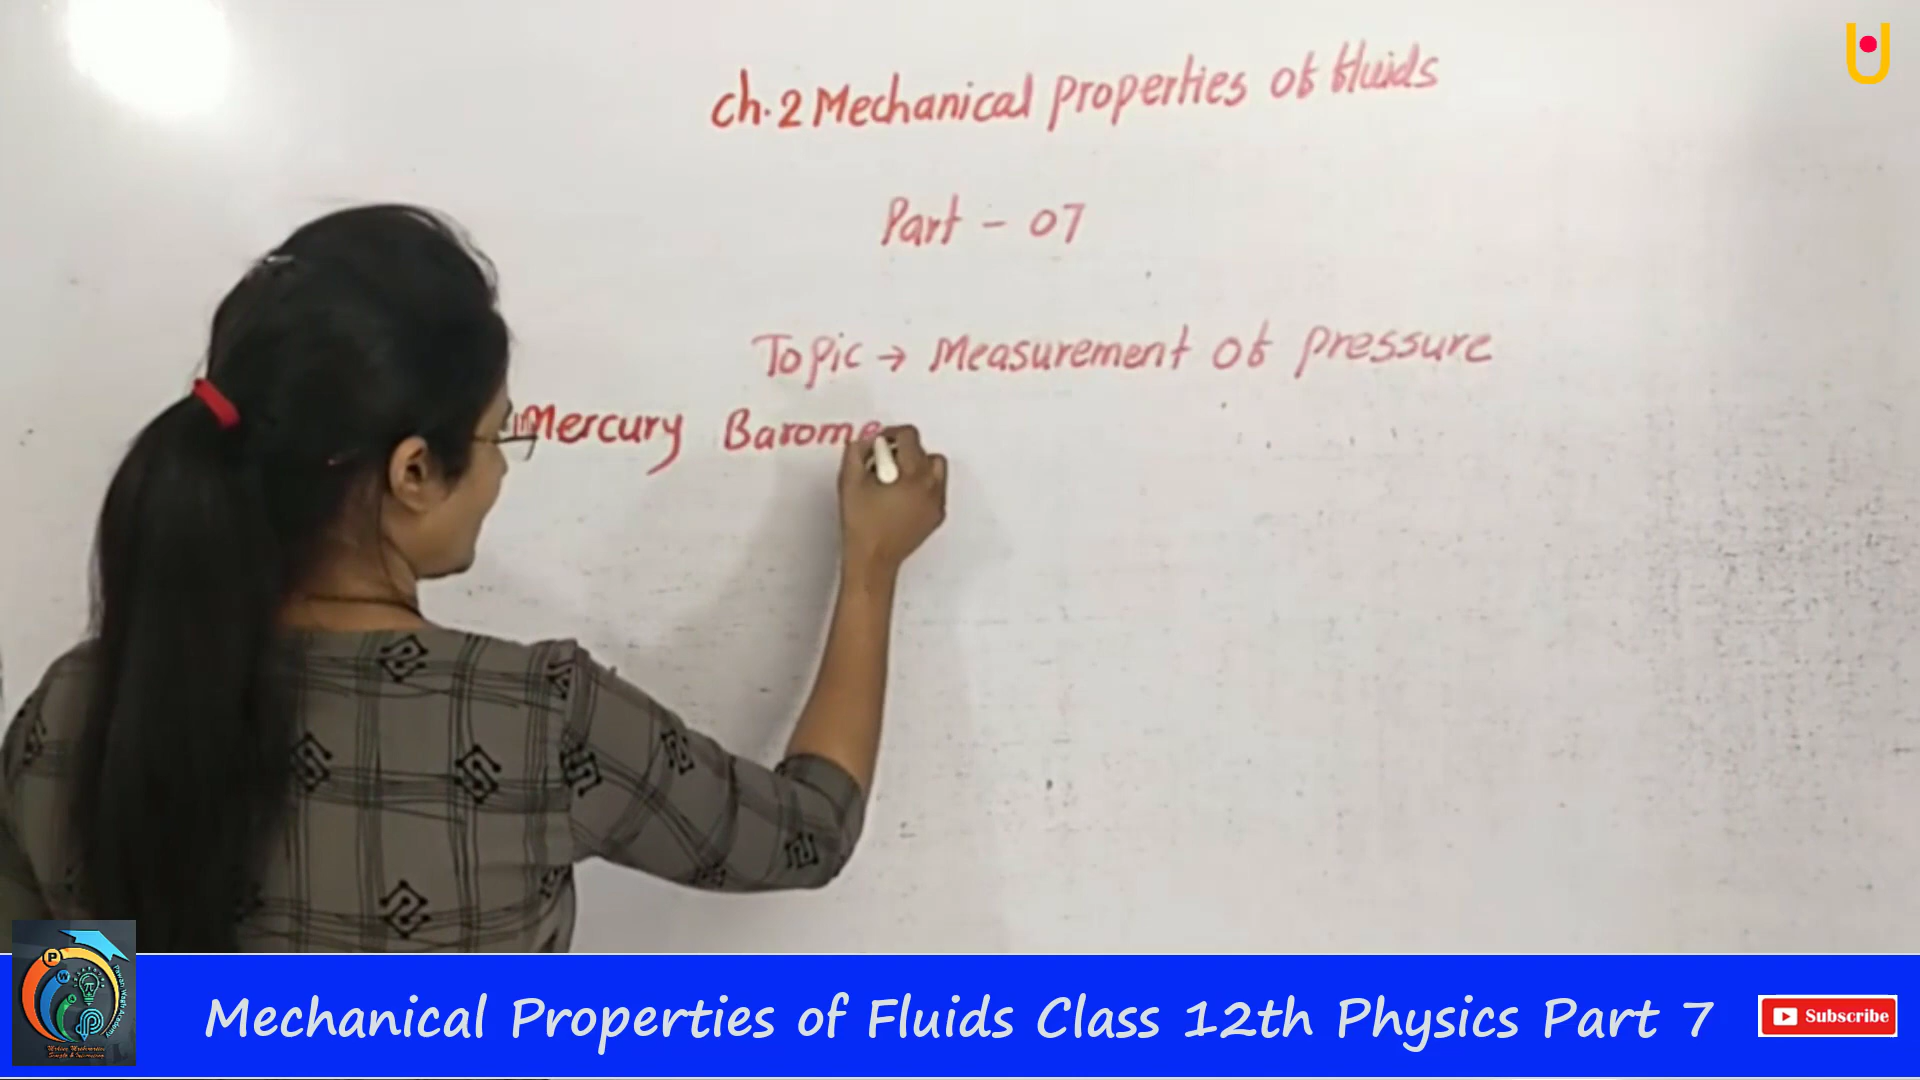 Ch.2 Mechanical properties of fluids
Part - 07
Topic → Measurement of pressure
Mercury Barome
Mechanical Properties of Fluids Class 12th Physics Part 7
Subscribe